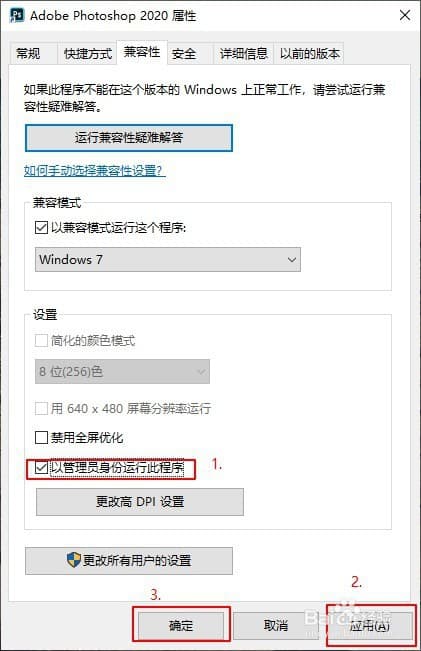 Ps Adobe Photoshop 2020 属性
常规 快捷方式 兼容性 安全 详细信息 以前的版本
如果此程序不能在这个版本的 Windows 上正常工作，请尝试运行兼
容性疑难解答。
运行兼容性疑难解答
如何手动选择兼容性设置?
兼容模式
以兼容模式运行这个程序:
Windows 7
设置
简化的颜色模式
8 位(256)色
用 640 x 480 屏幕分辨率运行
禁用全屏优化
以管理员身份运行此程序 1.
更改高 DPI 设置
更改所有用户的设置
3. 2.
确定 取消 应用(A)
Bai 经验